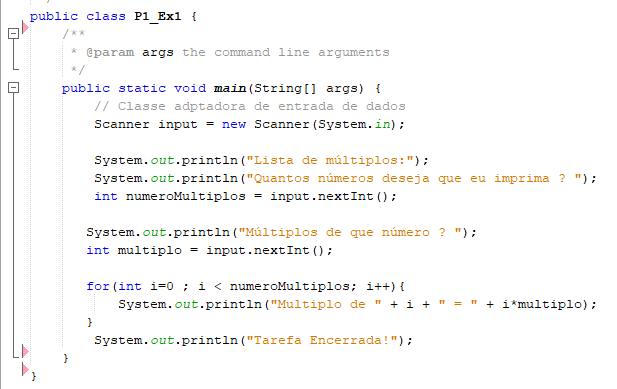 public class P1_Ex1 {
/**
* @param args the command line arguments
*/
public static void main(String[] args) {
// Classe adptadora de entrada de dados
Scanner input = new Scanner(System.in);
System.out.println("Lista de múltiplos:");
System.out.println("Quantos números deseja que eu imprima ? ");
int numeroMultiplos = input.nextInt();
System.out.println("Múltiplos de que número ? ");
int multiplo = input.nextInt();
for(int i=0 ; i < numeroMultiplos; i++){
System.out.println("Multiplo de " + i + " = " + i*multiplo);
}
System.out.println("Tarefa Encerrada!");
}
}